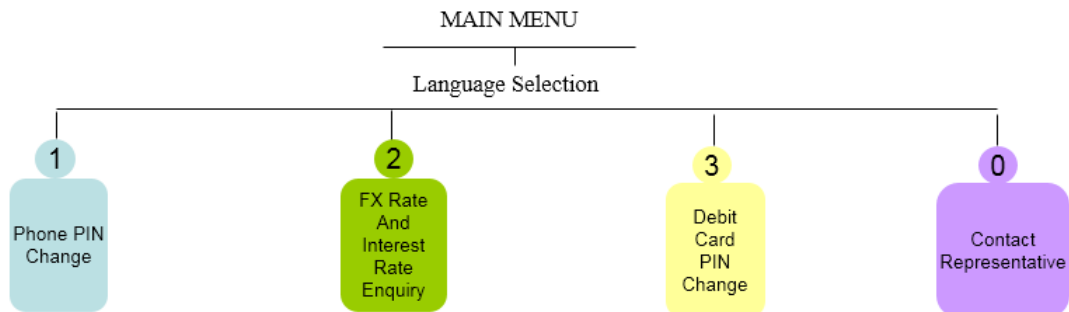 MAIN MENU
Language Selection
1
Phone PIN
Change
2
FX Rate
And
Interest
Rate
Enquiry
3
Debit
Card
PIN
Change
0
Contact
Representative